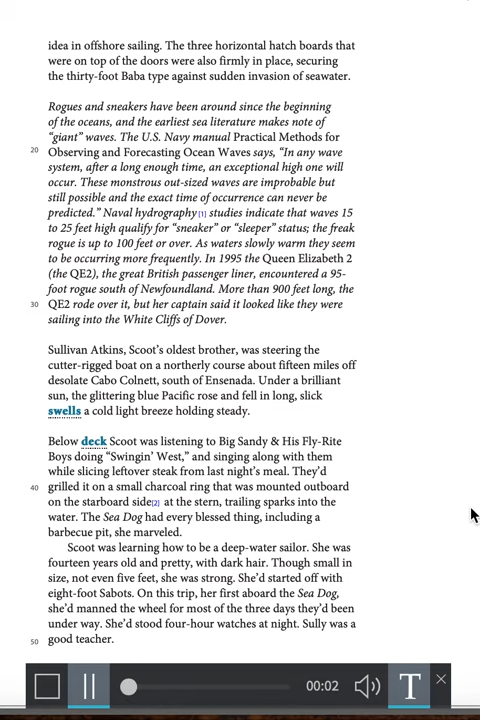 idea in offshore sailing. The three horizontal hatch boards that
were on top of the doors were also firmly in place, securing
the thirty-foot Baba type against sudden invasion of seawater.
Rogues and sneakers have been around since the beginning
of the oceans, and the earliest sea literature makes note of
“giant” waves. The U.S. Navy manual Practical Methods for
20 Observing and Forecasting Ocean Waves says, “In any wave
system, after a long enough time, an exceptional high one will
occur. These monstrous out-sized waves are improbable but
still possible and the exact time of occurrence can never be
predicted.” Naval hydrography[1] studies indicate that waves 15
to 25 feet high qualify for “sneaker” or “sleeper” status; the freak
rogue is up to 100 feet or over. As waters slowly warm they seem
to be occurring more frequently. In 1995 the Queen Elizabeth 2
(the QE2), the great British passenger liner, encountered a 95-
foot rogue south of Newfoundland. More than 900 feet long, the
30 QE2 rode over it, but her captain said it looked like they were
sailing into the White Cliffs of Dover.
Sullivan Atkins, Scoot’s oldest brother, was steering the
cutter-rigged boat on a northerly course about fifteen miles off
desolate Cabo Colnett, south of Ensenada. Under a brilliant
sun, the glittering blue Pacific rose and fell in long, slick
swells a cold light breeze holding steady.
Below deck Scoot was listening to Big Sandy & His Fly-Rite
Boys doing “Swingin’ West,” and singing along with them
while slicing leftover steak from last night’s meal. They’d
40 grilled it on a small charcoal ring that was mounted outboard
on the starboard side[2] at the stern, trailing sparks into the
water. The Sea Dog had every blessed thing, including a
barbecue pit, she marveled.
Scoot was learning how to be a deep-water sailor. She was
fourteen years old and pretty, with dark hair. Though small in
size, not even five feet, she was strong. She’d started off with
eight-foot Sabots. On this trip, her first aboard the Sea Dog,
she’d manned the wheel for most of the three days they’d been
under way. She’d stood four-hour watches at night. Sully was a
50 good teacher.
00:02 T